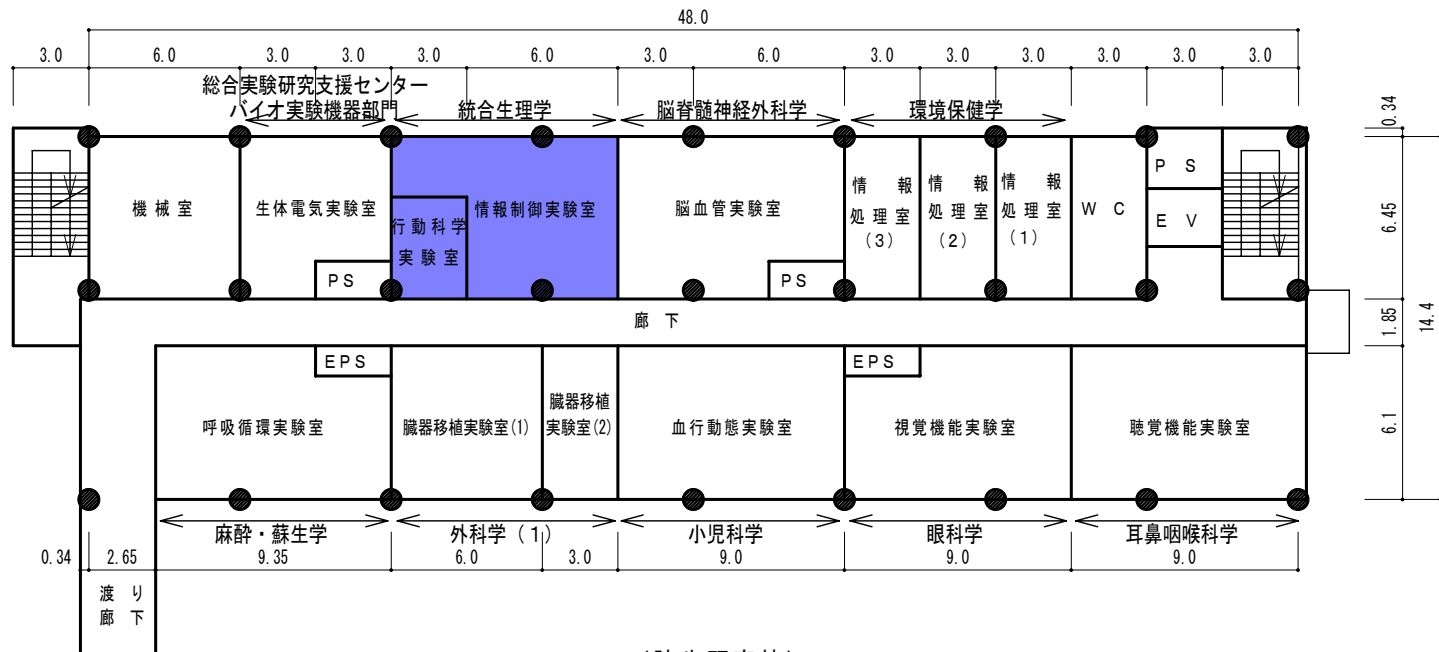 48.0
3.0 6.0 3.0 3.0 3.0 6.0 3.0 6.0 3.0 3.0 3.0 3.0 3.0 3.0
総合実験研究支援センター
バイオ実験機器部門 統合生理学 脳脊髄神経外科学 環境保健学
0.34
機械室
生体電気実験室
PS
行動科学
実験室
情報制御実験室
脳血管実験室
PS
情報
処理室
(3)
情報
処理室
(2)
情報
処理室
(1)
WC
PS
EV
6.45
廊下
1.85
14.4
EPS
呼吸循環実験室
臓器移植実験室(1)
臓器移植
実験室(2)
血行動態実験室
EPS
視覚機能実験室
聴覚機能実験室
6.1
麻酔・蘇生学 外科学(1) 小児科学 眼科学 耳鼻咽喉科学
0.34 2.65 9.35 6.0 3.0 9.0 9.0 9.0
渡り
廊下